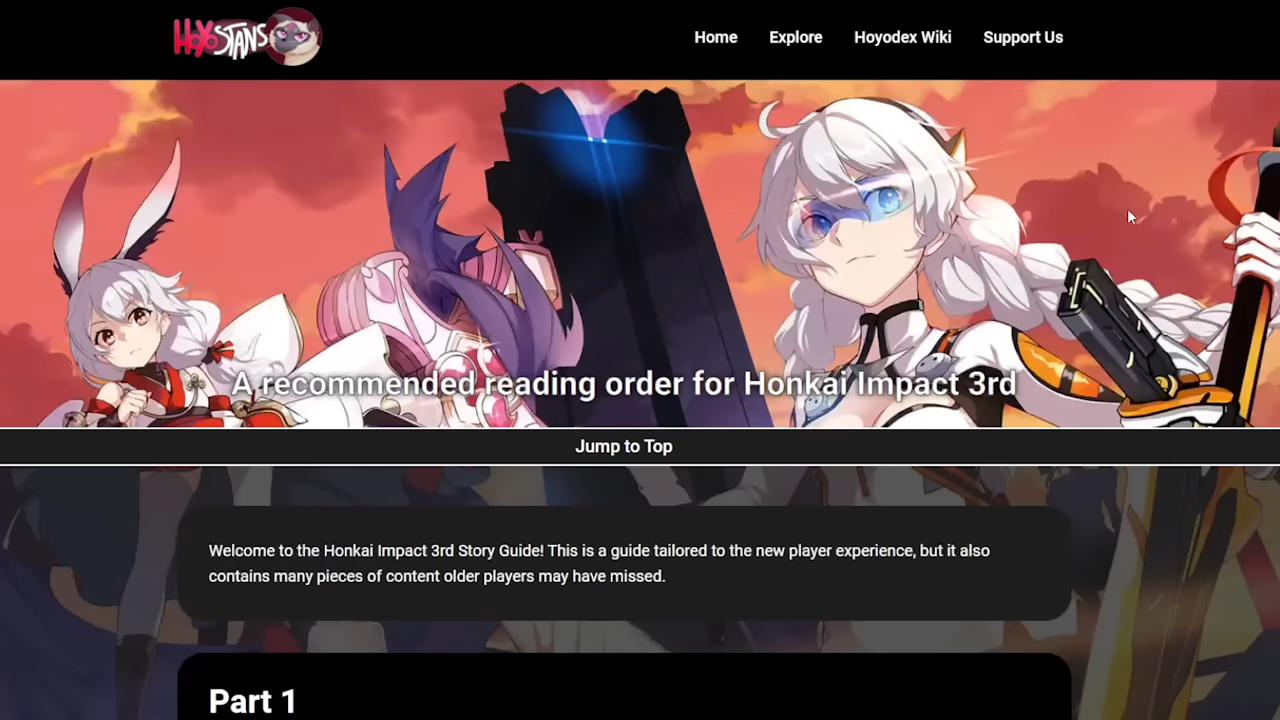 HOYOSTANS
Home Explore Hoyodex Wiki Support Us
A recommended reading order for Honkai Impact 3rd
Jump to Top
Welcome to the Honkai Impact 3rd Story Guide! This is a guide tailored to the new player experience, but it also
contains many pieces of content older players may have missed.
Part 1